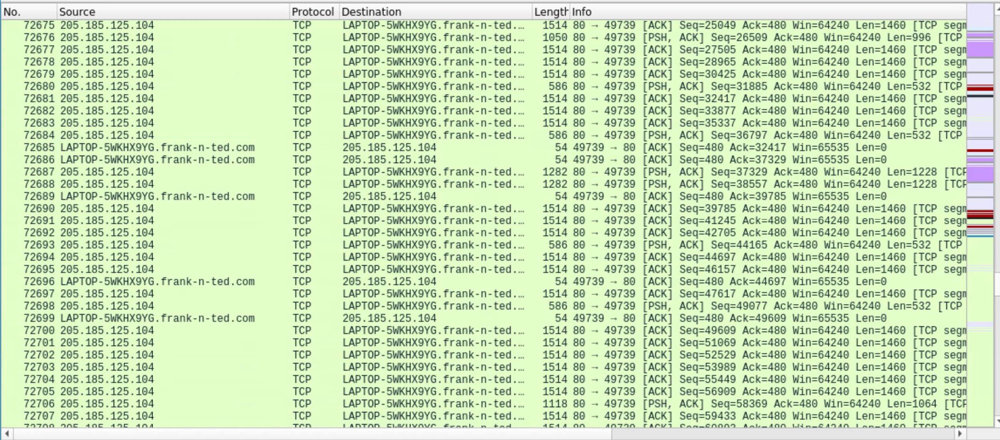 No. Source Protocol Destination Length Info
72675 205.185.125.104 TCP LAPTOP-5WKHX9YG.frank-n-ted.… 1514 80 → 49739 [ACK] Seq=25049 Ack=480 Win=64240 Len=1460 [TCP segm
72676 205.185.125.104 TCP LAPTOP-5WKHX9YG.frank-n-ted.… 1050 80 → 49739 [PSH, ACK] Seq=26509 Ack=480 Win=64240 Len=996 [TCP
72677 205.185.125.104 TCP LAPTOP-5WKHX9YG.frank-n-ted.… 1514 80 → 49739 [ACK] Seq=27505 Ack=480 Win=64240 Len=1460 [TCP segm
72678 205.185.125.104 TCP LAPTOP-5WKHX9YG.frank-n-ted.… 1514 80 → 49739 [ACK] Seq=28965 Ack=480 Win=64240 Len=1460 [TCP segm
72679 205.185.125.104 TCP LAPTOP-5WKHX9YG.frank-n-ted.… 1514 80 → 49739 [ACK] Seq=30425 Ack=480 Win=64240 Len=1460 [TCP segm
72680 205.185.125.104 TCP LAPTOP-5WKHX9YG.frank-n-ted.… 586 80 → 49739 [PSH, ACK] Seq=31885 Ack=480 Win=64240 Len=532 [TCP
72681 205.185.125.104 TCP LAPTOP-5WKHX9YG.frank-n-ted.… 1514 80 → 49739 [ACK] Seq=32417 Ack=480 Win=64240 Len=1460 [TCP segm
72682 205.185.125.104 TCP LAPTOP-5WKHX9YG.frank-n-ted.… 1514 80 → 49739 [ACK] Seq=33877 Ack=480 Win=64240 Len=1460 [TCP segm
72683 205.185.125.104 TCP LAPTOP-5WKHX9YG.frank-n-ted.… 1514 80 → 49739 [ACK] Seq=35337 Ack=480 Win=64240 Len=1460 [TCP segm
72684 205.185.125.104 TCP LAPTOP-5WKHX9YG.frank-n-ted.… 586 80 → 49739 [PSH, ACK] Seq=36797 Ack=480 Win=64240 Len=532 [TCP
72685 LAPTOP-5WKHX9YG.frank-n-ted.com TCP 205.185.125.104 54 49739 → 80 [ACK] Seq=480 Ack=32417 Win=65535 Len=0
72686 LAPTOP-5WKHX9YG.frank-n-ted.com TCP 205.185.125.104 54 49739 → 80 [ACK] Seq=480 Ack=37329 Win=65535 Len=0
72687 205.185.125.104 TCP LAPTOP-5WKHX9YG.frank-n-ted.… 1282 80 → 49739 [PSH, ACK] Seq=37329 Ack=480 Win=64240 Len=1228 [TCP
72688 205.185.125.104 TCP LAPTOP-5WKHX9YG.frank-n-ted.… 1282 80 → 49739 [PSH, ACK] Seq=38557 Ack=480 Win=64240 Len=1228 [TCP
72689 LAPTOP-5WKHX9YG.frank-n-ted.com TCP 205.185.125.104 54 49739 → 80 [ACK] Seq=480 Ack=39785 Win=65535 Len=0
72690 205.185.125.104 TCP LAPTOP-5WKHX9YG.frank-n-ted.… 1514 80 → 49739 [ACK] Seq=39785 Ack=480 Win=64240 Len=1460 [TCP segm
72691 205.185.125.104 TCP LAPTOP-5WKHX9YG.frank-n-ted.… 1514 80 → 49739 [ACK] Seq=41245 Ack=480 Win=64240 Len=1460 [TCP segm
72692 205.185.125.104 TCP LAPTOP-5WKHX9YG.frank-n-ted.… 1514 80 → 49739 [ACK] Seq=42705 Ack=480 Win=64240 Len=1460 [TCP segm
72693 205.185.125.104 TCP LAPTOP-5WKHX9YG.frank-n-ted.… 586 80 → 49739 [PSH, ACK] Seq=44165 Ack=480 Win=64240 Len=532 [TCP
72694 205.185.125.104 TCP LAPTOP-5WKHX9YG.frank-n-ted.… 1514 80 → 49739 [ACK] Seq=44697 Ack=480 Win=64240 Len=1460 [TCP segm
72695 205.185.125.104 TCP LAPTOP-5WKHX9YG.frank-n-ted.… 1514 80 → 49739 [ACK] Seq=46157 Ack=480 Win=64240 Len=1460 [TCP segm
72696 LAPTOP-5WKHX9YG.frank-n-ted.com TCP 205.185.125.104 54 49739 → 80 [ACK] Seq=480 Ack=44697 Win=65535 Len=0
72697 205.185.125.104 TCP LAPTOP-5WKHX9YG.frank-n-ted.… 1514 80 → 49739 [ACK] Seq=47617 Ack=480 Win=64240 Len=1460 [TCP segm
72698 205.185.125.104 TCP LAPTOP-5WKHX9YG.frank-n-ted.… 586 80 → 49739 [PSH, ACK] Seq=49077 Ack=480 Win=64240 Len=532 [TCP
72699 LAPTOP-5WKHX9YG.frank-n-ted.com TCP 205.185.125.104 54 49739 → 80 [ACK] Seq=480 Ack=49609 Win=65535 Len=0
72700 205.185.125.104 TCP LAPTOP-5WKHX9YG.frank-n-ted.… 1514 80 → 49739 [ACK] Seq=49609 Ack=480 Win=64240 Len=1460 [TCP segm
72701 205.185.125.104 TCP LAPTOP-5WKHX9YG.frank-n-ted.… 1514 80 → 49739 [ACK] Seq=51069 Ack=480 Win=64240 Len=1460 [TCP segm
72702 205.185.125.104 TCP LAPTOP-5WKHX9YG.frank-n-ted.… 1514 80 → 49739 [ACK] Seq=52529 Ack=480 Win=64240 Len=1460 [TCP segm
72703 205.185.125.104 TCP LAPTOP-5WKHX9YG.frank-n-ted.… 1514 80 → 49739 [ACK] Seq=53989 Ack=480 Win=64240 Len=1460 [TCP segm
72704 205.185.125.104 TCP LAPTOP-5WKHX9YG.frank-n-ted.… 1514 80 → 49739 [ACK] Seq=55449 Ack=480 Win=64240 Len=1460 [TCP segm
72705 205.185.125.104 TCP LAPTOP-5WKHX9YG.frank-n-ted.… 1514 80 → 49739 [ACK] Seq=56909 Ack=480 Win=64240 Len=1460 [TCP segm
72706 205.185.125.104 TCP LAPTOP-5WKHX9YG.frank-n-ted.… 1118 80 → 49739 [PSH, ACK] Seq=58369 Ack=480 Win=64240 Len=1064 [TCP
72707 205.185.125.104 TCP LAPTOP-5WKHX9YG.frank-n-ted.… 1514 80 → 49739 [ACK] Seq=59433 Ack=480 Win=64240 Len=1460 [TCP segm